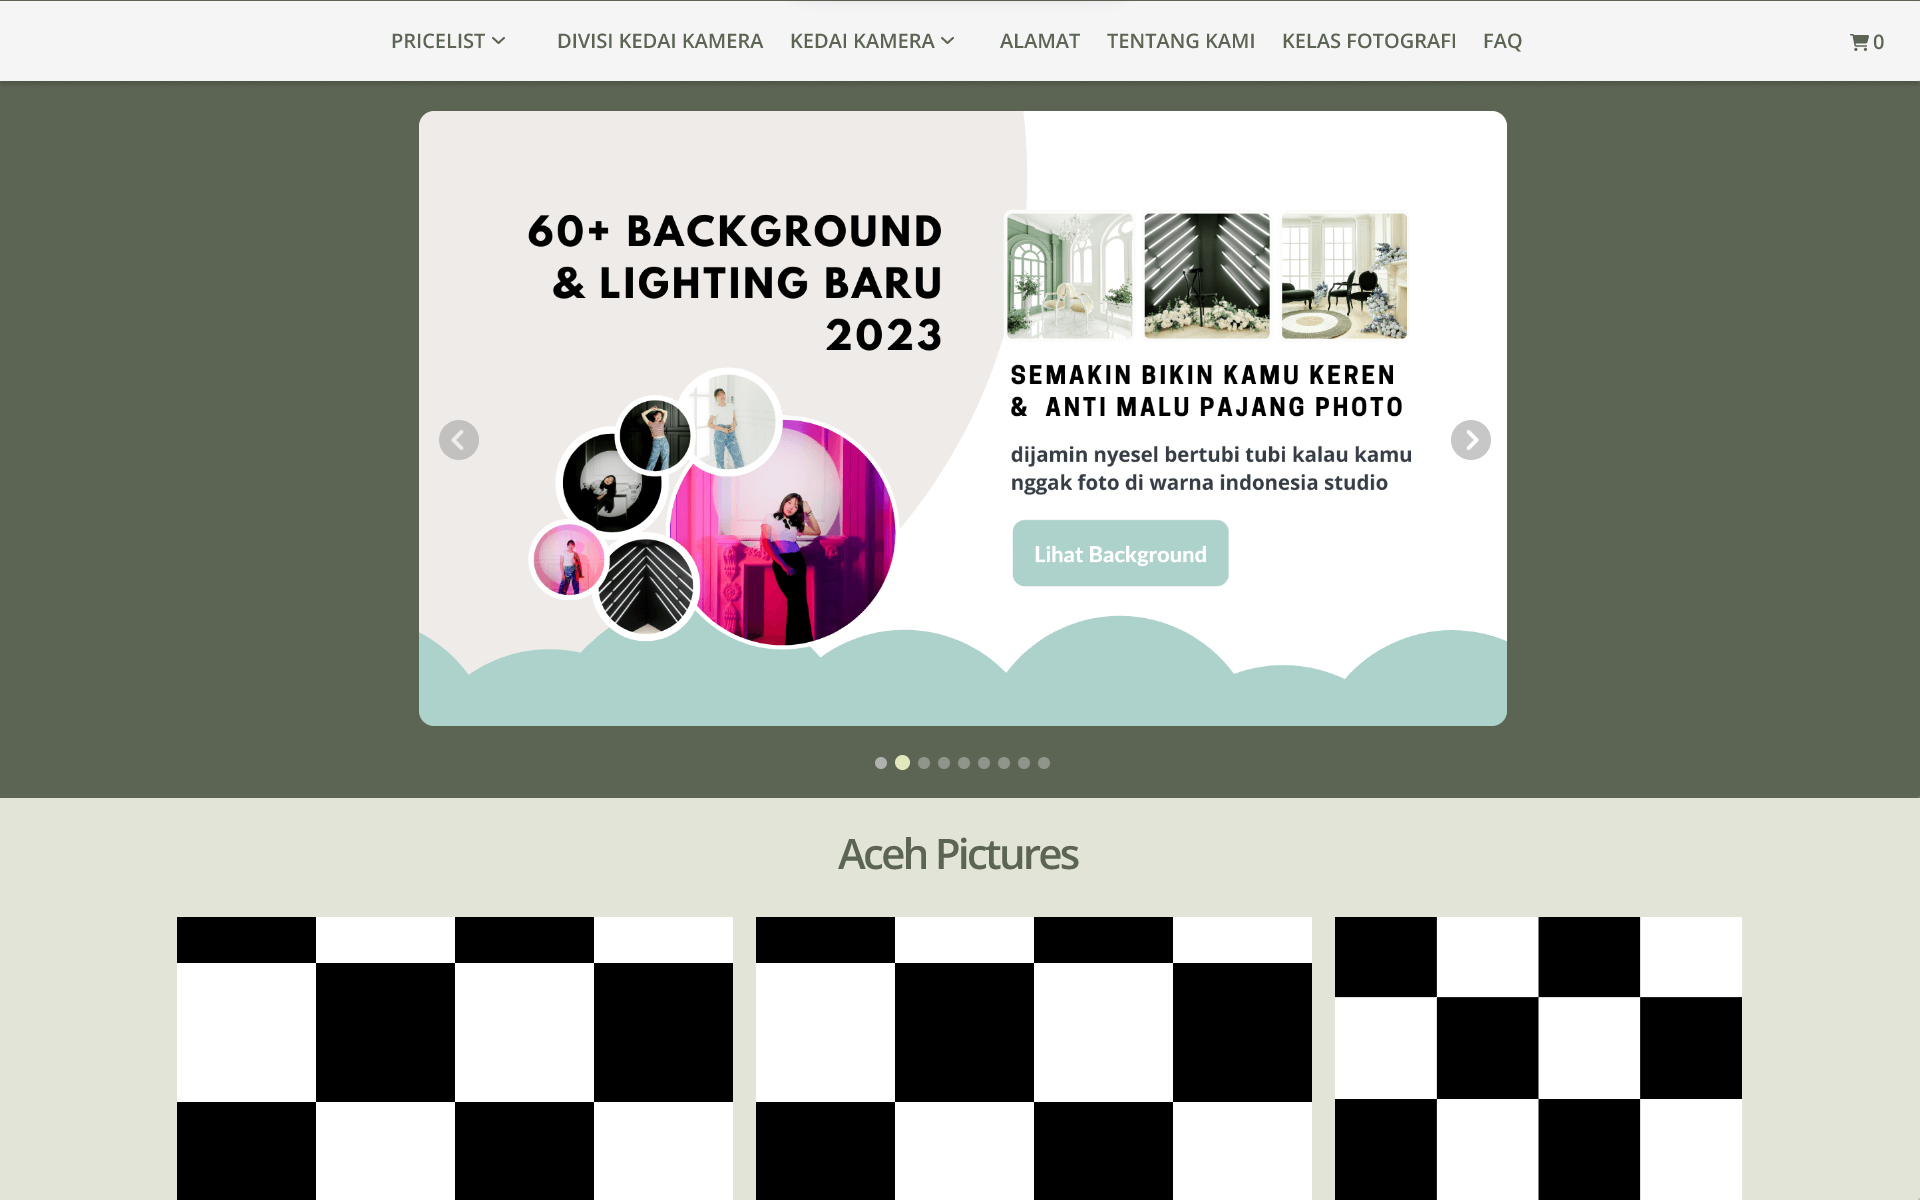 PRICELIST DIVISI KEDAI KAMERA KEDAI KAMERA ALAMAT TENTANG KAMI KELAS FOTOGRAFI FAQ 0
60+ BACKGROUND
& LIGHTING BARU
2023
SEMAKIN BIKIN KAMU KEREN
& ANTI MALU PAJANG PHOTO
dijamin nyesel bertubi tubi kalau kamu
nggak foto di warna indonesia studio
Lihat Background
Aceh Pictures